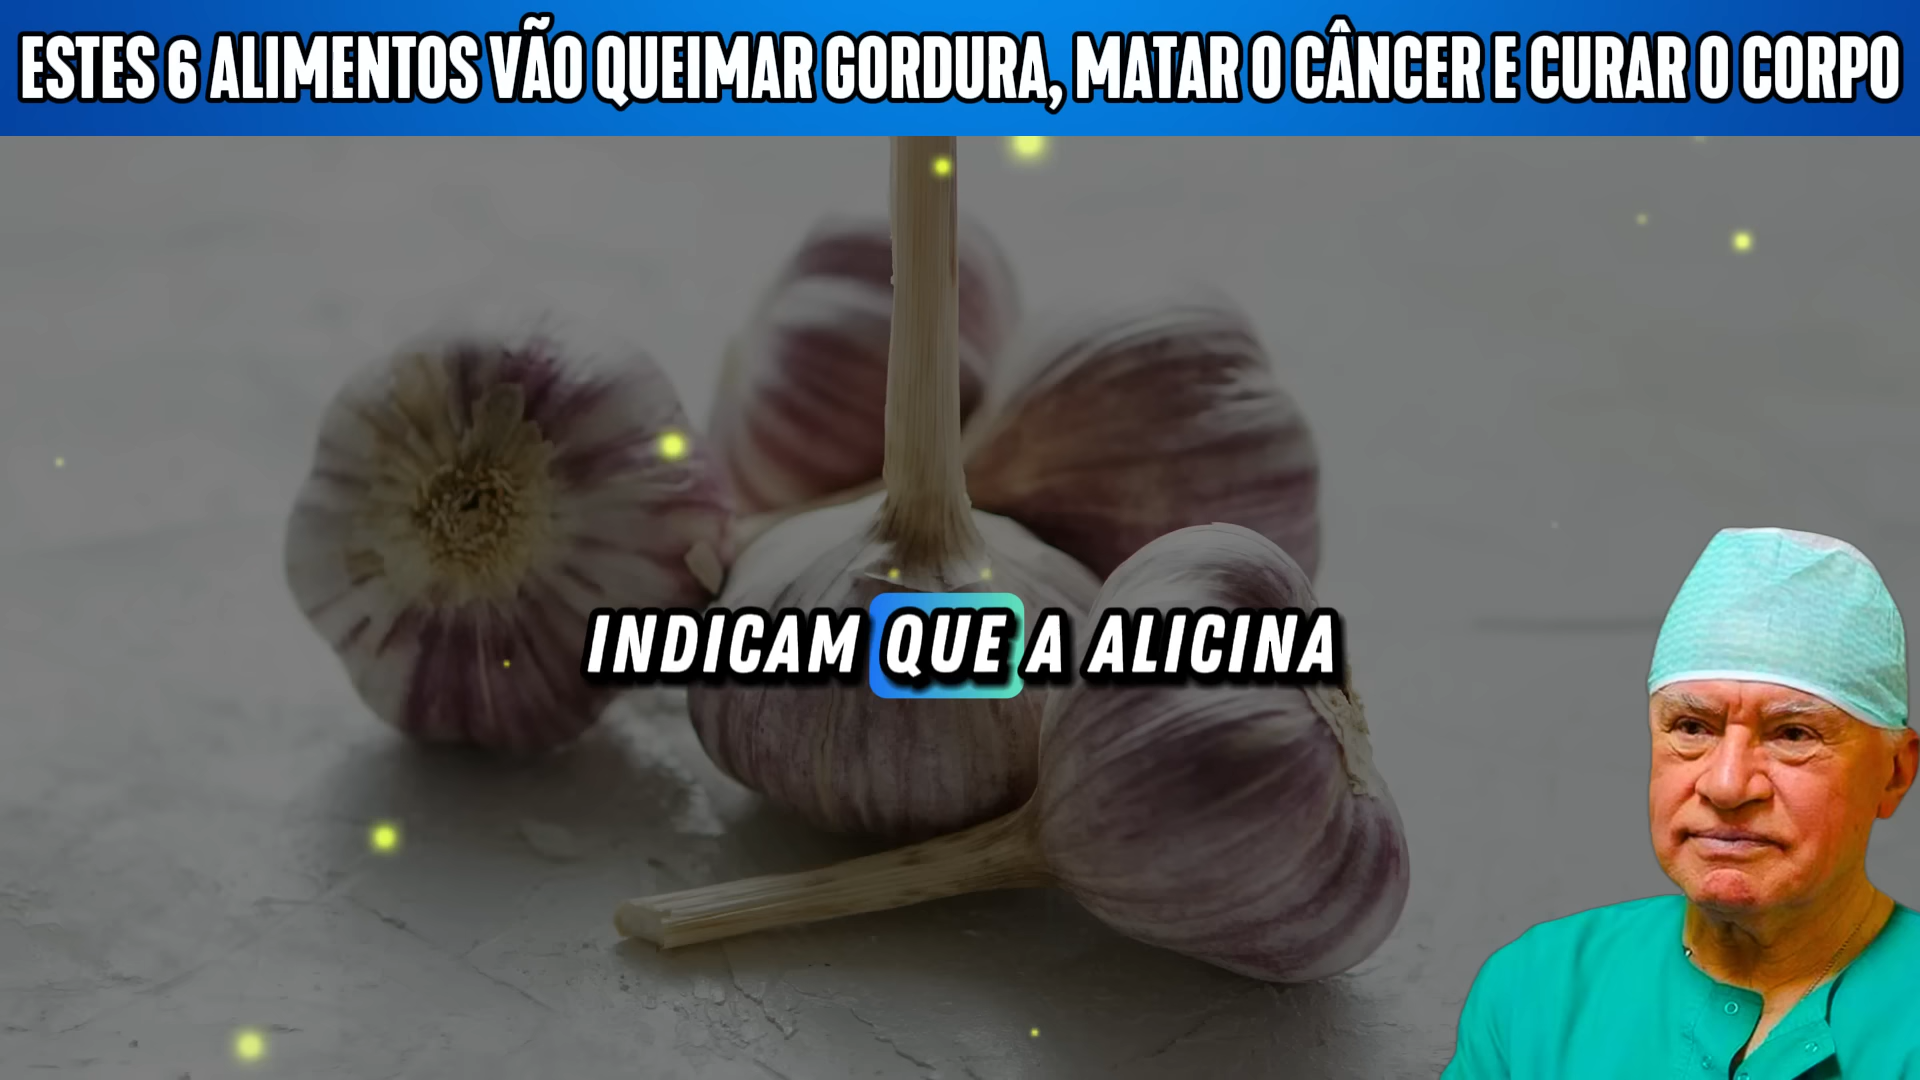 ESTES 6 ALIMENTOS VÃO QUEIMAR GORDURA, MATAR O CÂNCER E CURAR O CORPO
INDICAM QUE A ALICINA